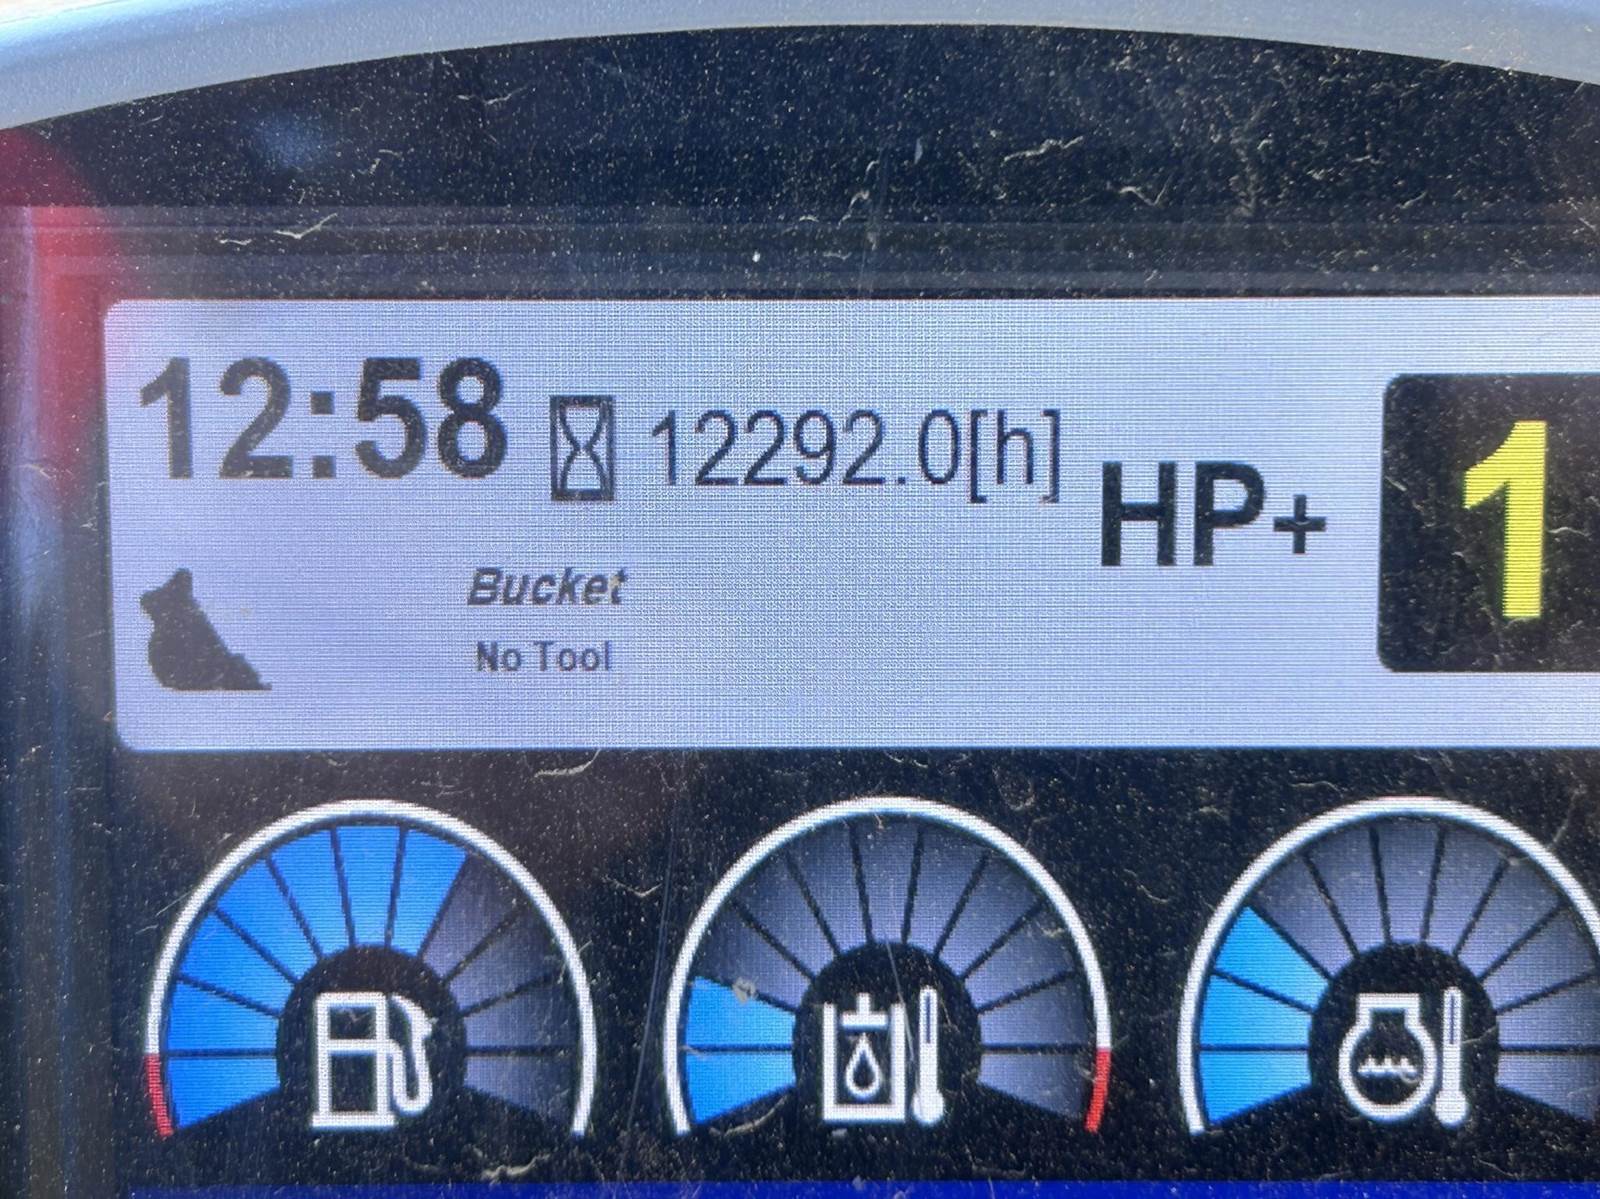 12:58 12292.0[h]
HP+ 1
Bucket
No Tool